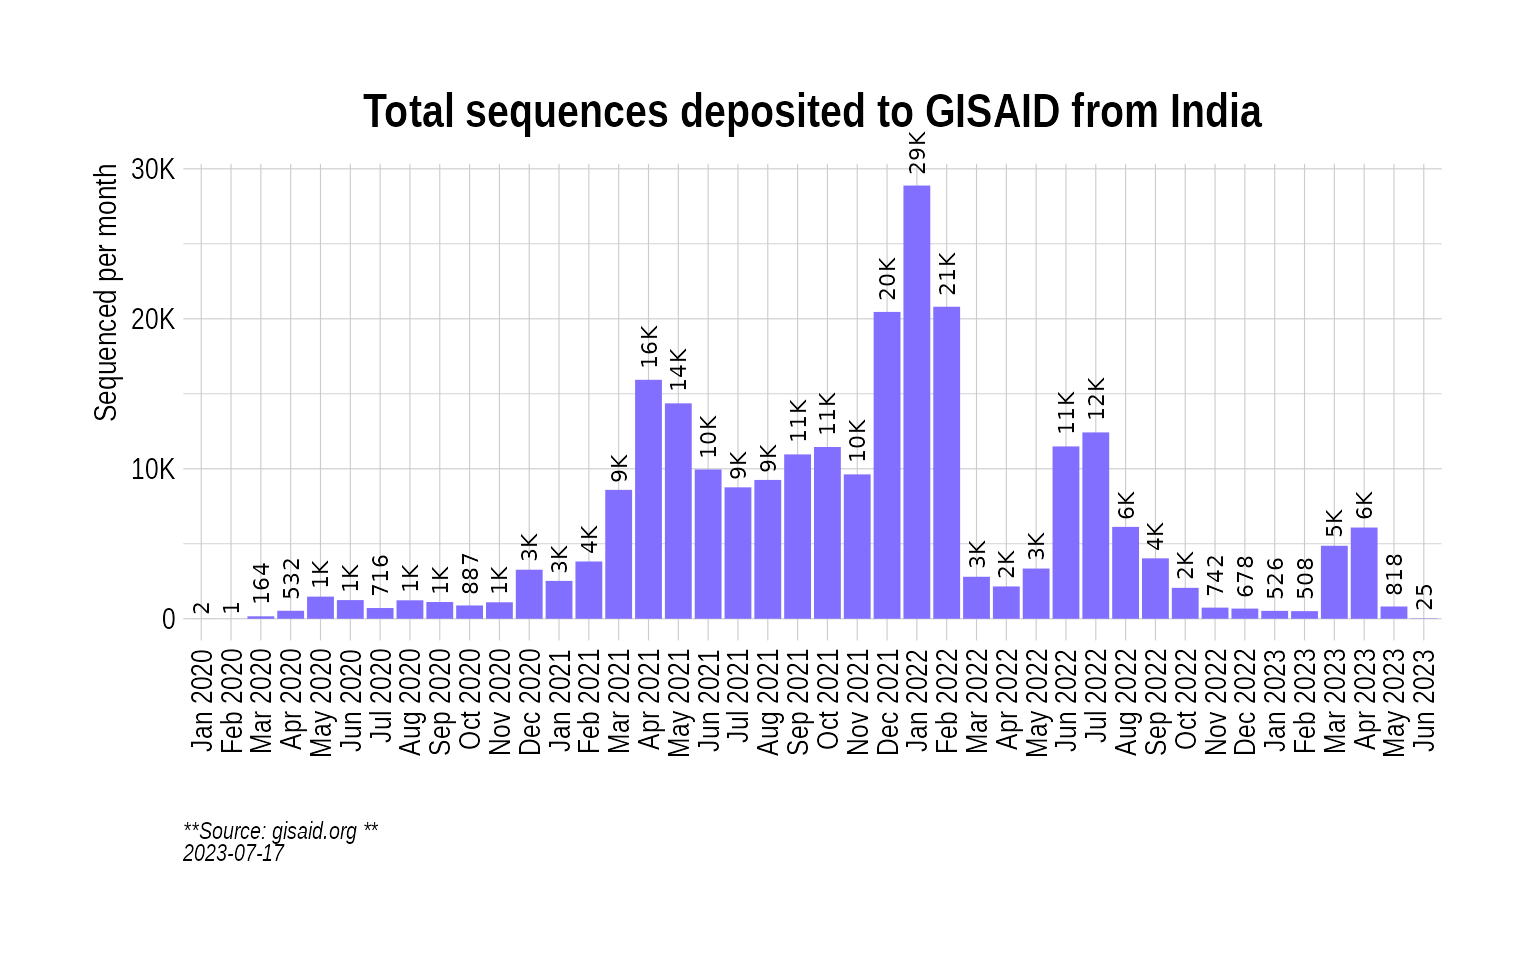 Total sequences deposited to GISAID from India
Sequenced per month
30K
20K
10K
0
2
1
164
532
1K
1K
716
1K
1K
887
1K
3K
3K
4K
9K
16K
14K
10K
9K
9K
11K
11K
10K
20K
29K
21K
3K
2K
3K
11K
12K
6K
4K
2K
742
678
526
508
5K
6K
818
25
Jan 2020
Feb 2020
Mar 2020
Apr 2020
May 2020
Jun 2020
Jul 2020
Aug 2020
Sep 2020
Oct 2020
Nov 2020
Dec 2020
Jan 2021
Feb 2021
Mar 2021
Apr 2021
May 2021
Jun 2021
Jul 2021
Aug 2021
Sep 2021
Oct 2021
Nov 2021
Dec 2021
Jan 2022
Feb 2022
Mar 2022
Apr 2022
May 2022
Jun 2022
Jul 2022
Aug 2022
Sep 2022
Oct 2022
Nov 2022
Dec 2022
Jan 2023
Feb 2023
Mar 2023
Apr 2023
May 2023
Jun 2023
**Source: gisaid.org **
2023-07-17